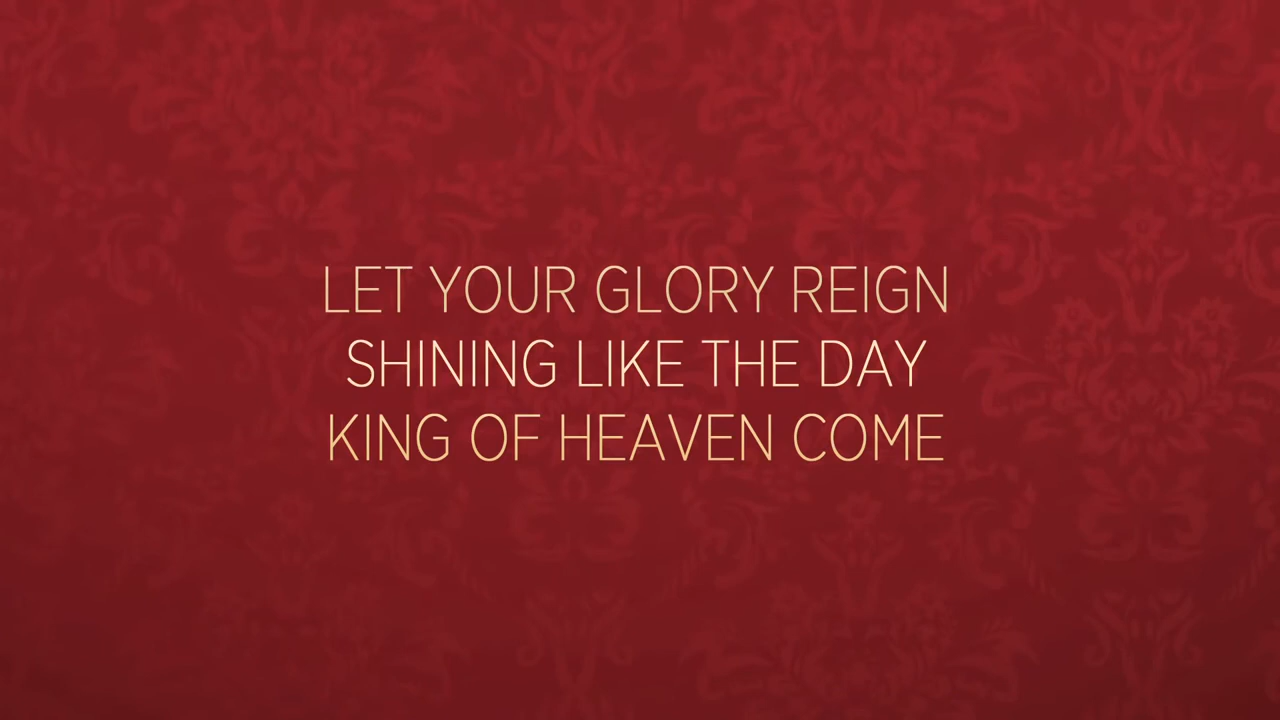 LET YOUR GLORY REIGN
SHINING LIKE THE DAY
KING OF HEAVEN COME